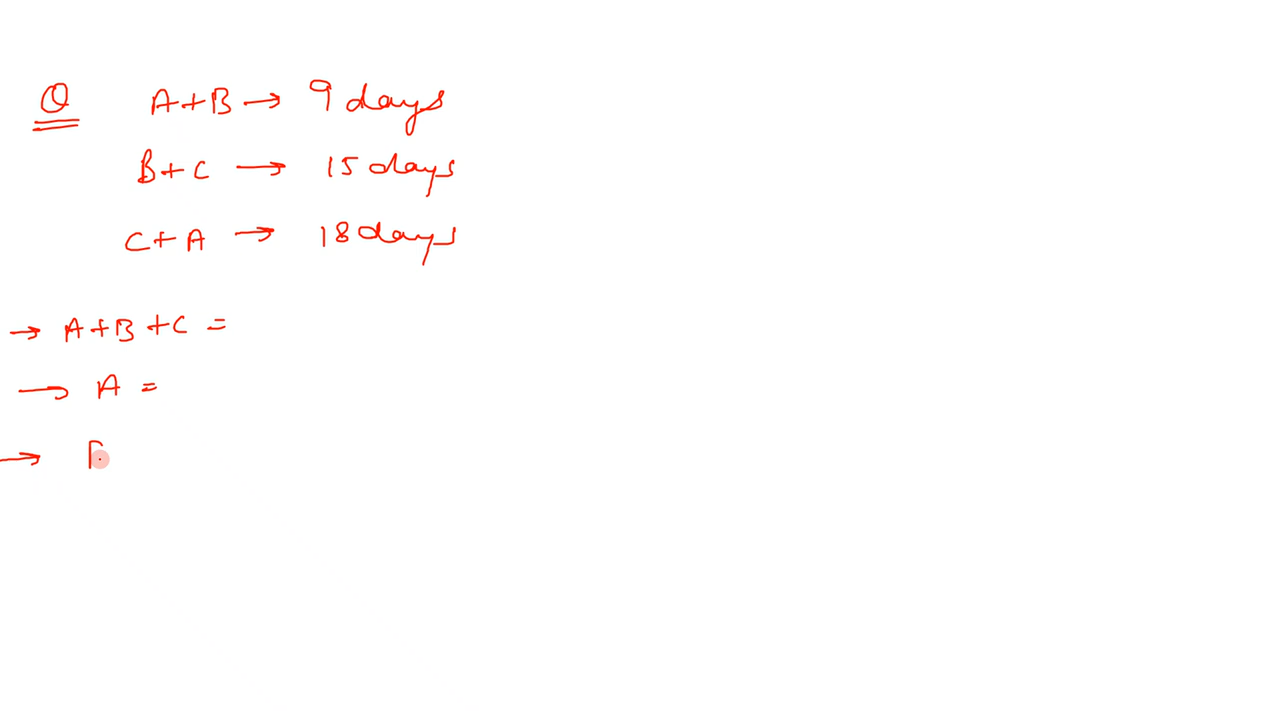 Q A+B → 9 days
B+C → 15 days
C+A → 18 days
→ A+B+C =
→ A =
→